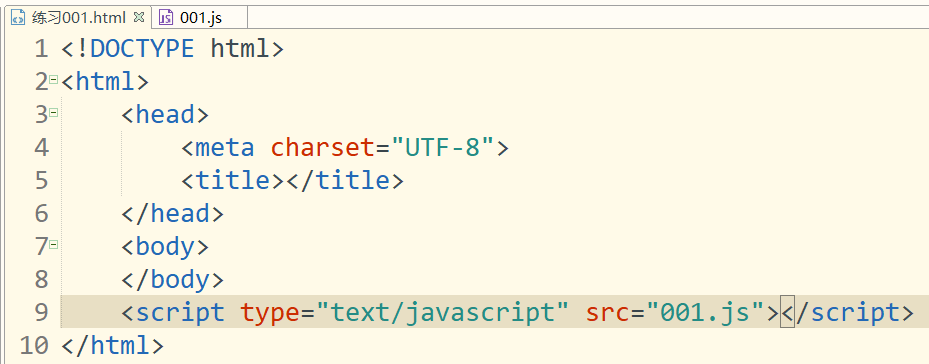 练习001.html 001.js
1 <!DOCTYPE html>
2 <html>
3 <head>
4 <meta charset="UTF-8">
5 <title></title>
6 </head>
7 <body>
8 </body>
9 <script type="text/javascript" src="001.js"></script>
10 </html>